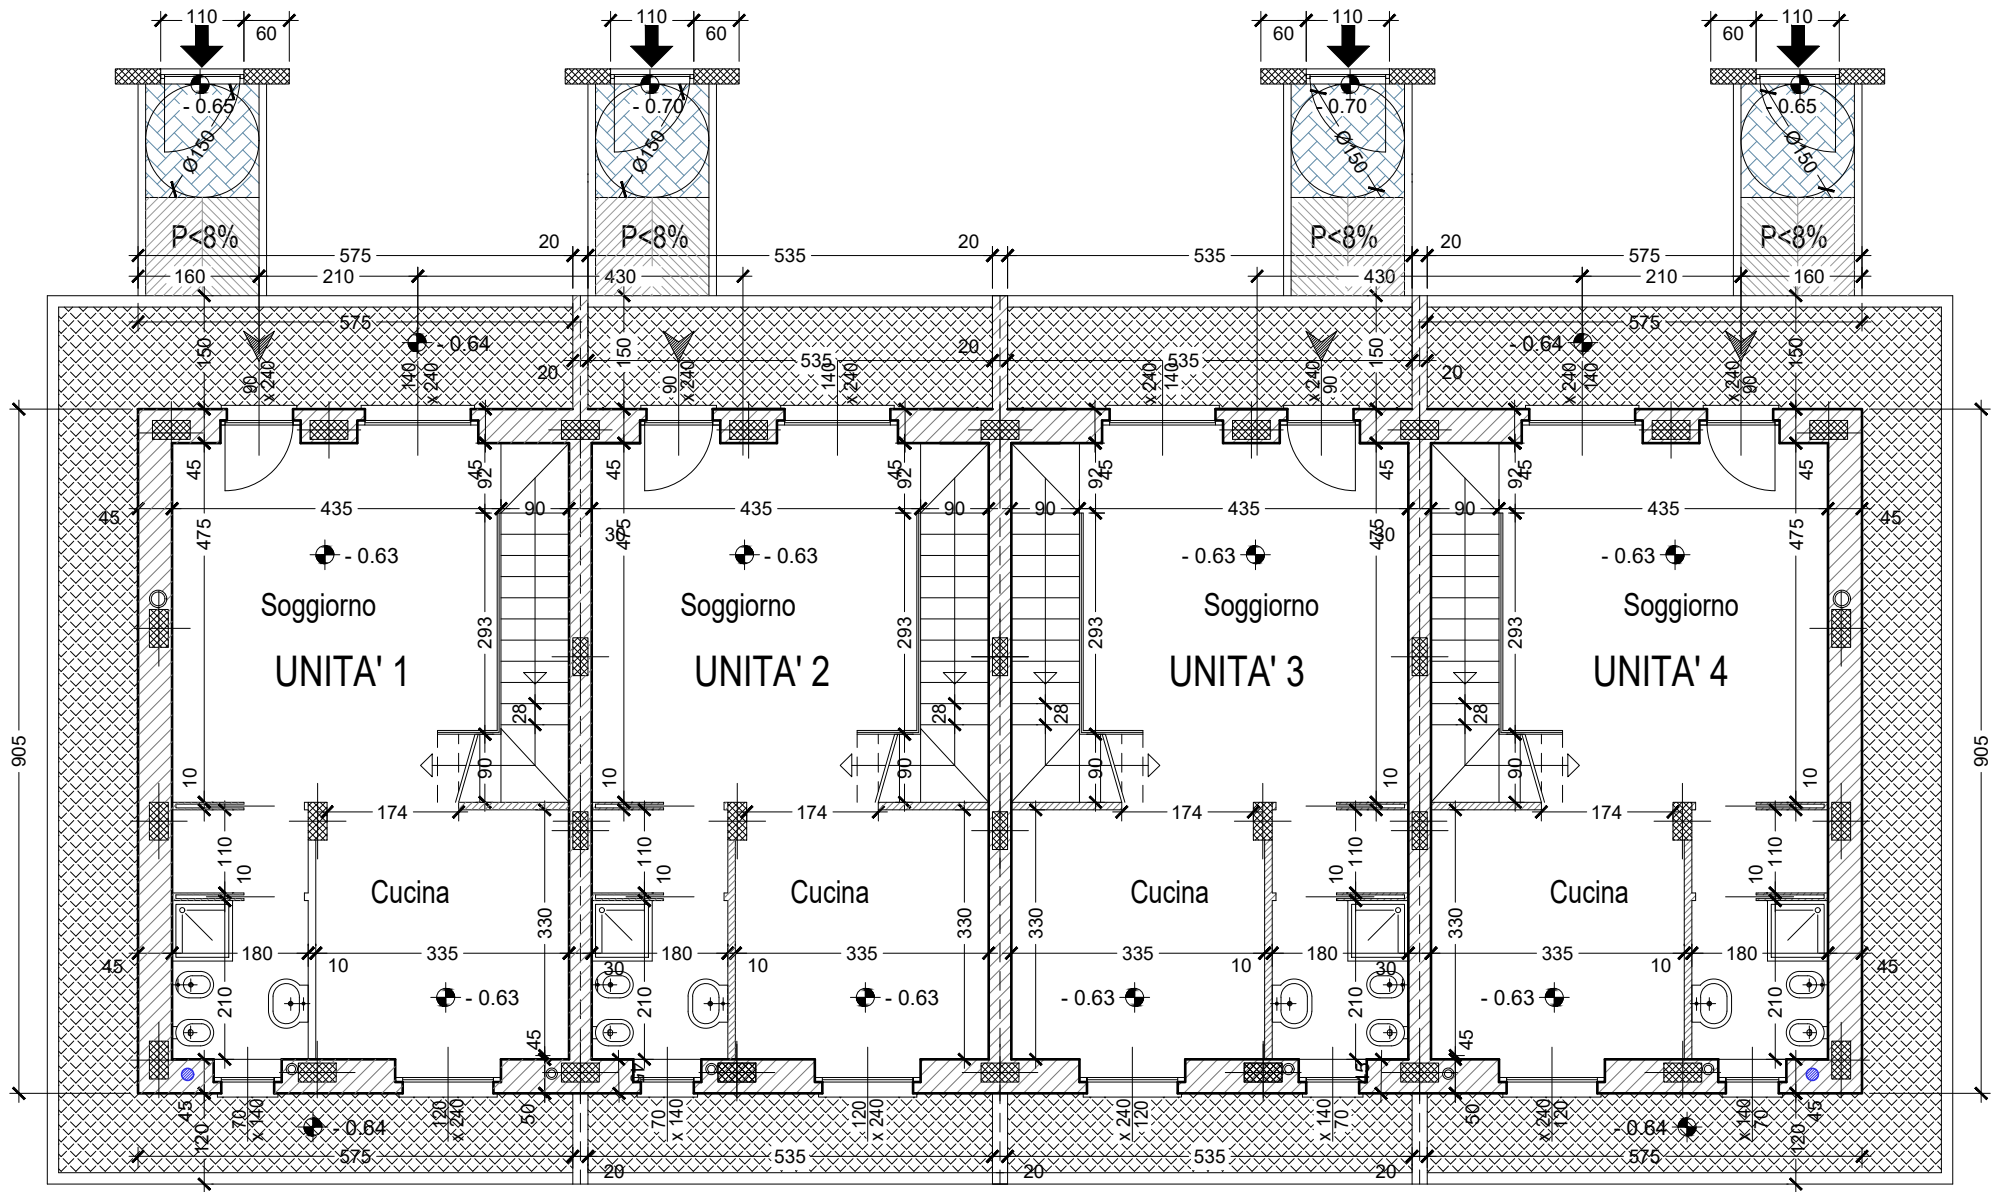 110 110 110 110
60 60 60 60
- 0.65 - 0.70 - 0.70 - 0.65
Ø150 Ø150 Ø150 Ø150
P<8% P<8% P<8% P<8%
20 20 20 20
575 535 535 575
160 210 430 430 210 160
575 575
150 - 0.64 150 150 - 0.64 150
20 535 535
20 20
90 x 240 140 x 240 90 x 240 140 x 240 x 240 140 x 240 90 x 240 140 x 240 90
45 92 45 45 92 45 45 92 45 45 92 45
45 435 90 435 90 90 435 90 435 45
475 30 475 475 30 475
- 0.63 - 0.63 - 0.63 - 0.63
Soggiorno Soggiorno Soggiorno Soggiorno
293 293 293 293
UNITA' 1 UNITA' 2 UNITA' 3 UNITA' 4
28 28 28 28
905 905
10 90 10 90 90 10 90 10
174 174 174 174
110 110 110 110
10 10 10 10
Cucina Cucina Cucina Cucina
330 330 330 330
45 180 335 180 335 335 180 335 180 45
10 30 10 10 30 10
210 - 0.63 210 - 0.63 - 0.63 210 - 0.63 210
45 45
45 70 x 140 120 x 240 50 70 x 140 120 x 240 x 240 120 x 140 70 50 x 240 120 x 140 70 45
120 - 0.64 - 0.64 120
575 535 535 575
20 20 20